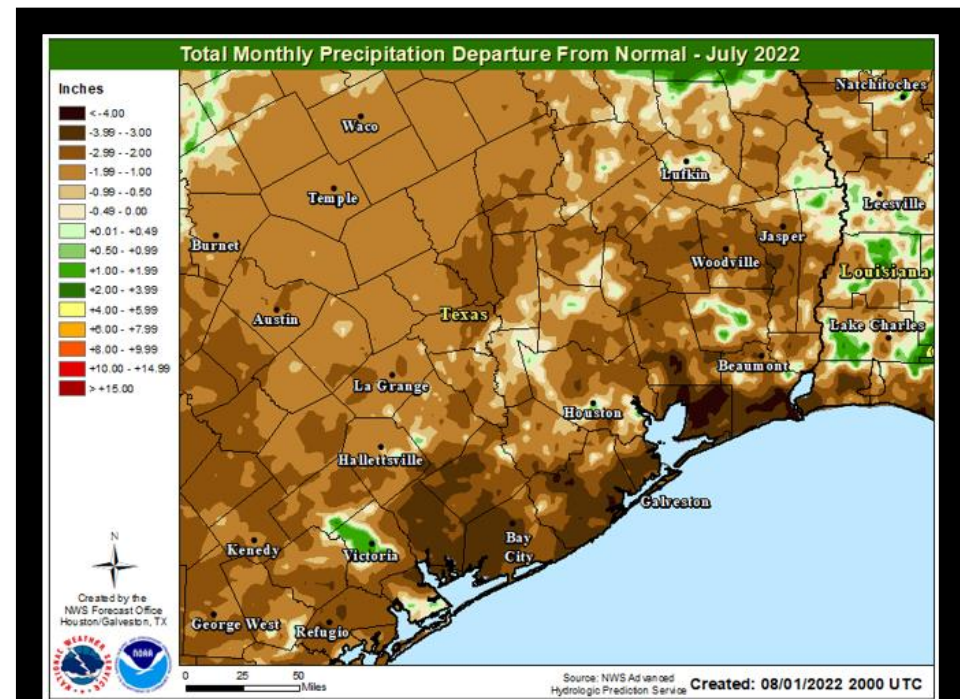 Total Monthly Precipitation Departure From Normal - July 2022
Inches
< -4.00
-3.99 - -3.00
-2.99 - -2.00
-1.99 - -1.00
-0.99 - -0.50
-0.49 - 0.00
+0.01 - +0.49
+0.50 - +0.99
+1.00 - +1.99
+2.00 - +3.99
+4.00 - +5.99
+6.00 - +7.99
+8.00 - +9.99
+10.00 - +14.99
> +15.00
Natchitoches
Waco
Lufkin
Temple
Leesville
Burnet
Jasper
Woodville
Louisiana
Austin
Texas
Lake Charles
Beaumont
La Grange
Houston
Hallettsville
Galveston
Bay
City
Kenedy
Victoria
George West
Refugio
N
Created by the
NWS Forecast Office
Houston/Galveston, TX
NATIONAL WEATHER SERVICE
NOAA
0 25 50
Miles
Source: NWS Advanced
Hydrologic Prediction Service
Created: 08/01/2022 2000 UTC